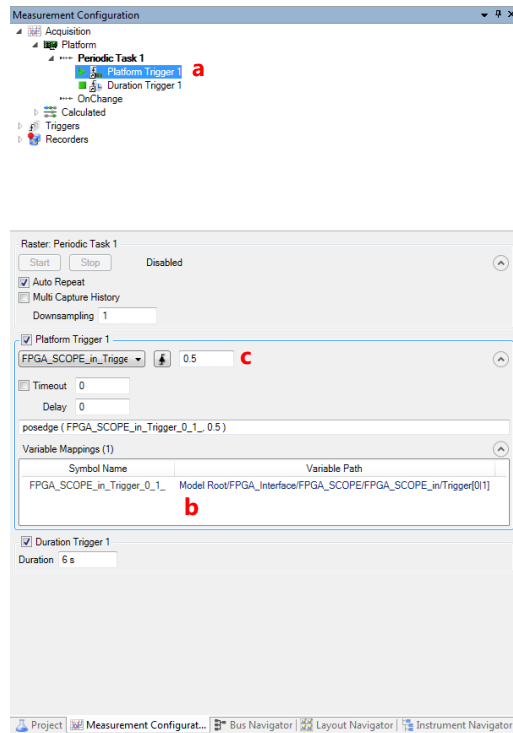 Measurement Configuration
Acquisition
Platform
Periodic Task 1
Platform Trigger 1 a
Duration Trigger 1
OnChange
Calculated
Triggers
Recorders
Raster: Periodic Task 1
Start Stop Disabled
Auto Repeat
Multi Capture History
Downsampling 1
Platform Trigger 1
FPGA_SCOPE_in_Trigge 0.5 c
Timeout 0
Delay 0
posedge ( FPGA_SCOPE_in_Trigger_0_1_, 0.5 )
Variable Mappings (1)
Symbol Name Variable Path
FPGA_SCOPE_in_Trigger_0_1_ Model Root/FPGA_Interface/FPGA_SCOPE/FPGA_SCOPE_in/Trigger[0|1]
b
Duration Trigger 1
Duration 6 s
Project Measurement Configurat... Bus Navigator Layout Navigator Instrument Navigator